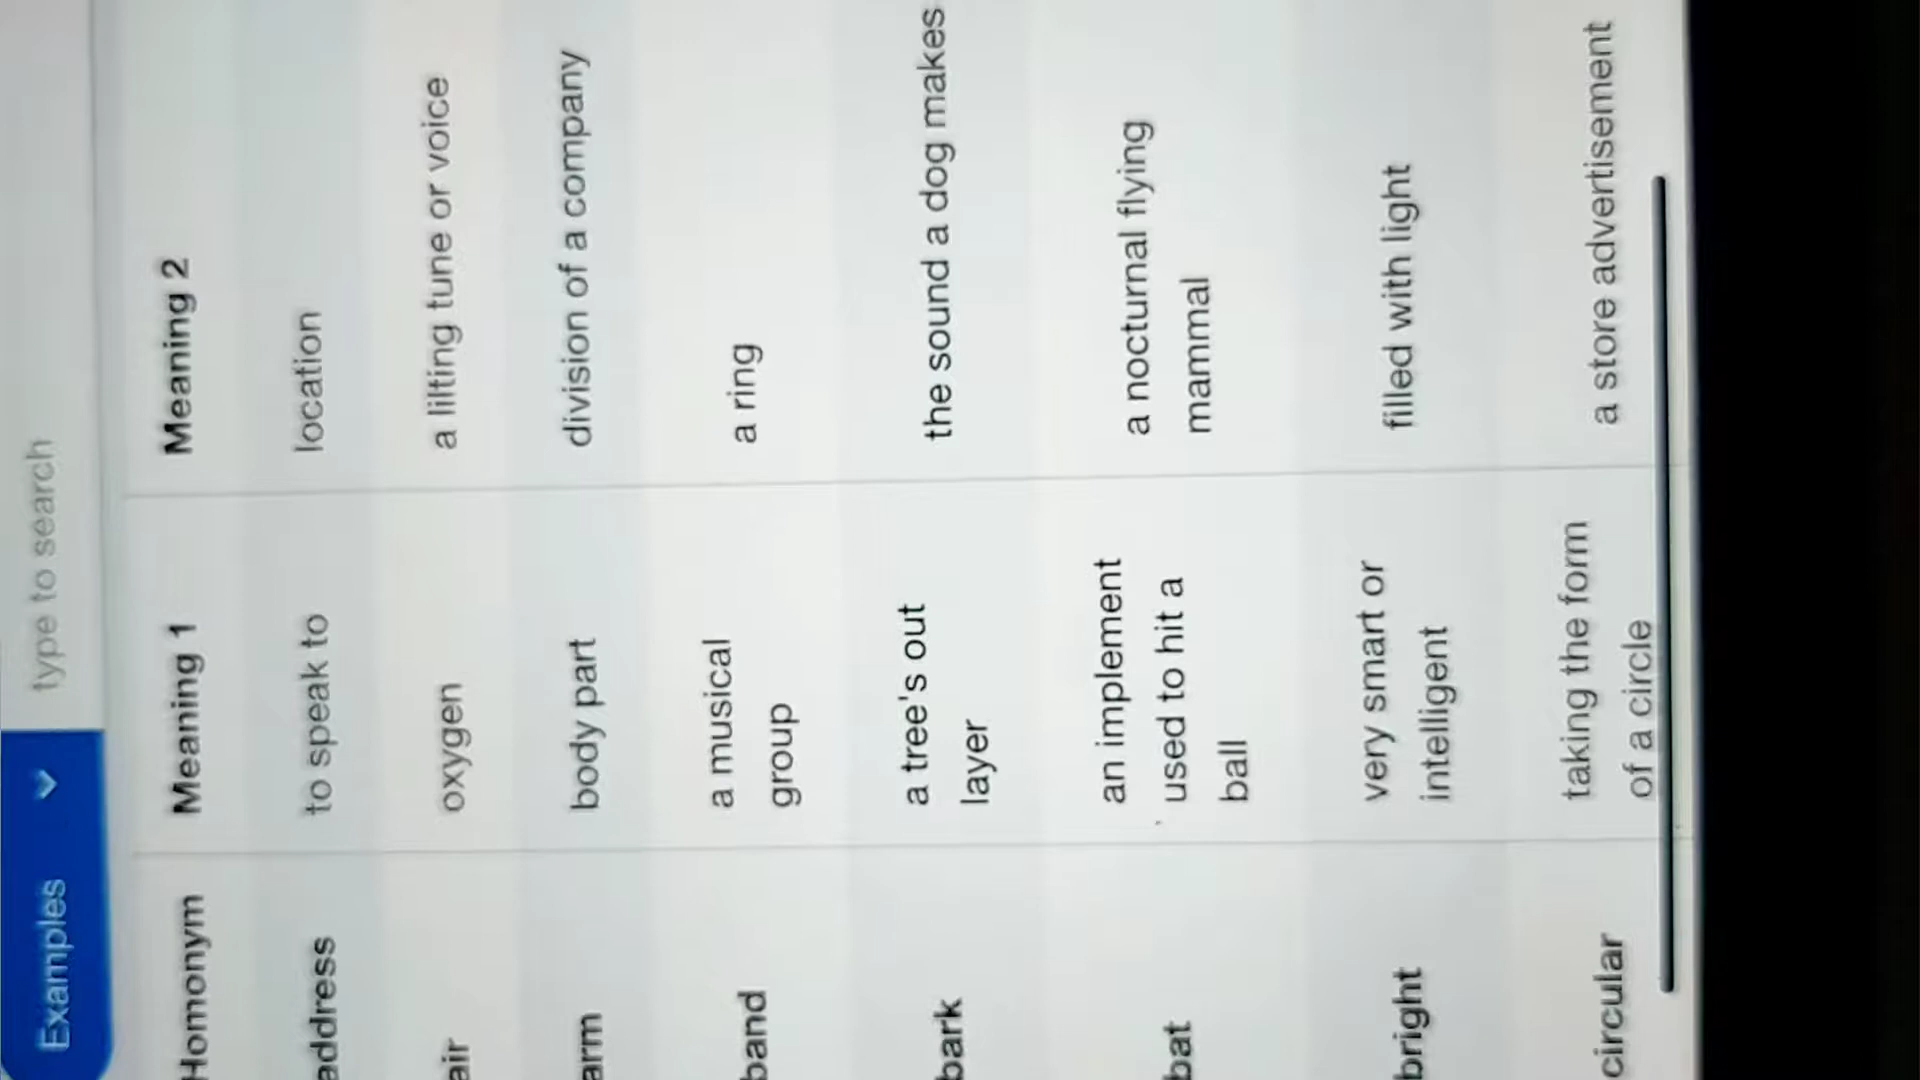 Examples type to search
Homonym Meaning 1 Meaning 2
address to speak to location
air oxygen a lilting tune or voice
arm body part division of a company
band a musical a ring
group
bark a tree's out the sound a dog makes
layer
bat an implement a nocturnal flying
used to hit a mammal
ball
bright very smart or filled with light
intelligent
circular taking the form a store advertisement
of a circle